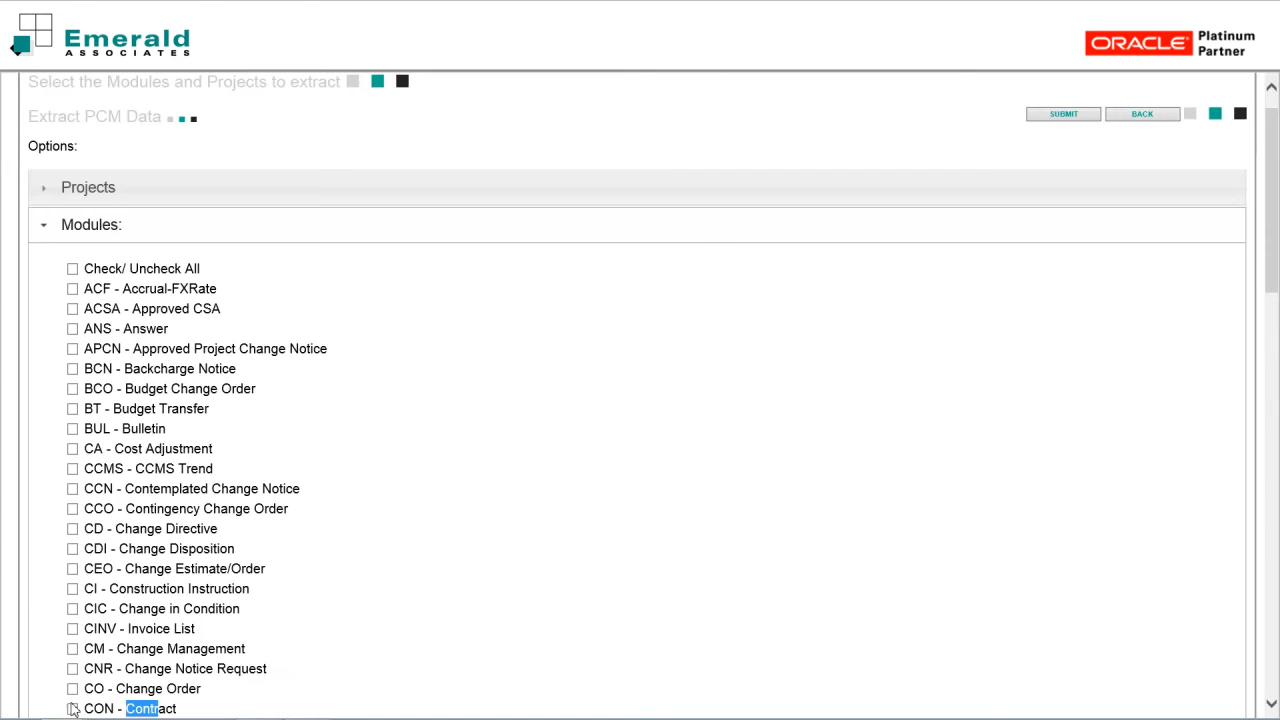 Emerald
ASSOCIATES
ORACLE
Platinum
Partner
Select the Modules and Projects to extract
Extract PCM Data
SUBMIT
BACK
Options:
Projects
Modules:
Check/ Uncheck All
ACF - Accrual-FXRate
ACSA - Approved CSA
ANS - Answer
APCN - Approved Project Change Notice
BCN - Backcharge Notice
BCO - Budget Change Order
BT - Budget Transfer
BUL - Bulletin
CA - Cost Adjustment
CCMS - CCMS Trend
CCN - Contemplated Change Notice
CCO - Contingency Change Order
CD - Change Directive
CDI - Change Disposition
CEO - Change Estimate/Order
CI - Construction Instruction
CIC - Change in Condition
CINV - Invoice List
CM - Change Management
CNR - Change Notice Request
CO - Change Order
CON - Contract